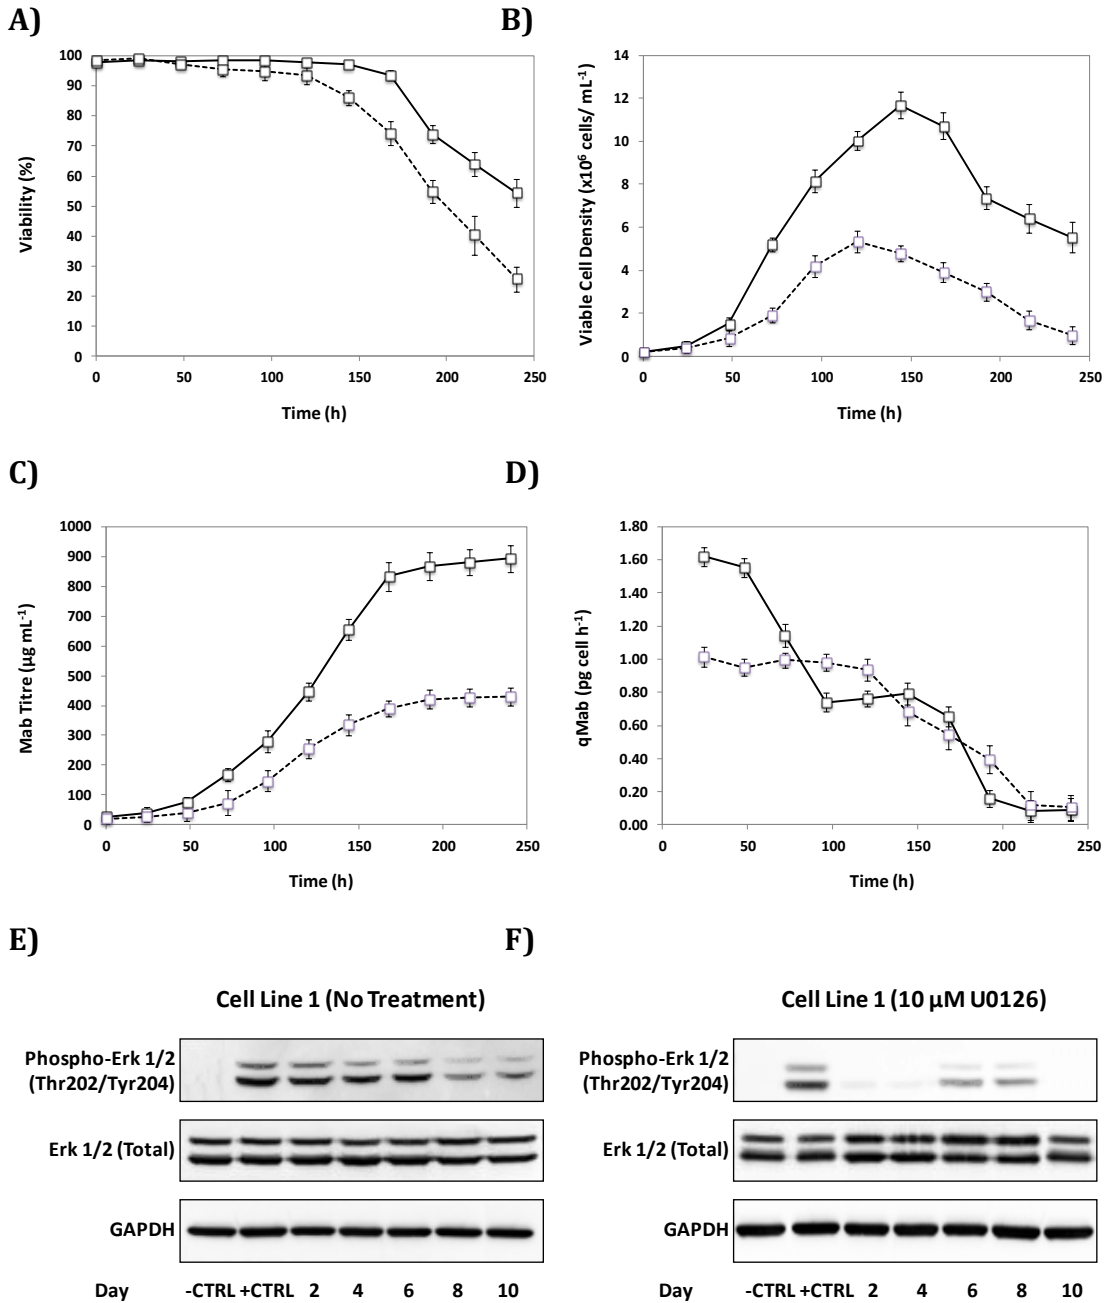 A)
B)
100
90
80
70
60
50
40
30
20
10
0
Viability (%)
0 50 100 150 200 250
Time (h)
14
12
10
8
6
4
2
0
Viable Cell Density (x10⁶ cells/ mL⁻¹)
0 50 100 150 200 250
Time (h)
C)
D)
1000
900
800
700
600
500
400
300
200
100
0
Mab Titre (µg mL⁻¹)
0 50 100 150 200 250
Time (h)
1.80
1.60
1.40
1.20
1.00
0.80
0.60
0.40
0.20
0.00
qMab (pg cell h⁻¹)
0 50 100 150 200 250
Time (h)
E)
F)
Cell Line 1 (No Treatment)
Phospho-Erk 1/2
(Thr202/Tyr204)
Erk 1/2 (Total)
GAPDH
Day -CTRL +CTRL 2 4 6 8 10
Cell Line 1 (10 µM U0126)
Phospho-Erk 1/2
(Thr202/Tyr204)
Erk 1/2 (Total)
GAPDH
Day -CTRL +CTRL 2 4 6 8 10